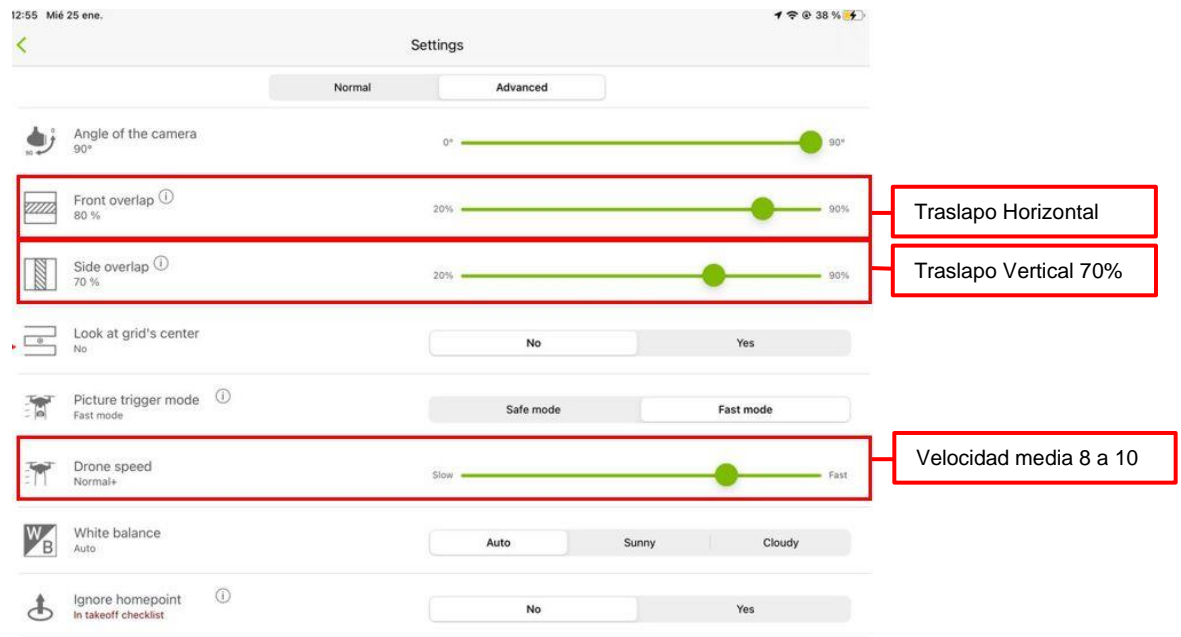 12:55 Mié 25 ene. 38 %
Settings
Normal Advanced
Angle of the camera
90°
0° 90°
Front overlap
80 %
20% 90%
Traslapo Horizontal
Side overlap
70 %
20% 90%
Traslapo Vertical 70%
Look at grid's center
No
No Yes
Picture trigger mode
Fast mode
Safe mode Fast mode
Drone speed
Normal+
Slow Fast
Velocidad media 8 a 10
W
B
White balance
Auto
Auto Sunny Cloudy
Ignore homepoint
In takeoff checklist
No Yes